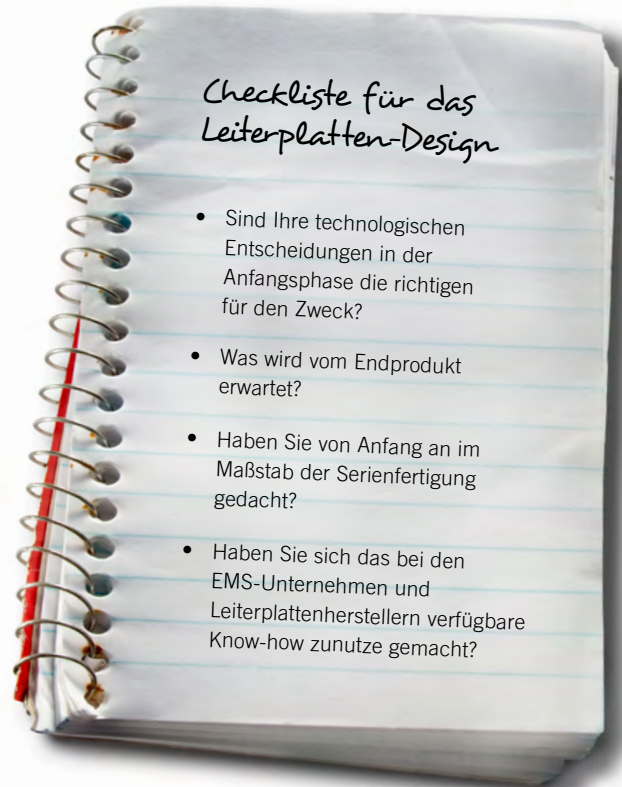 Checkliste für das
Leiterplatten-Design
• Sind Ihre technologischen
Entscheidungen in der
Anfangsphase die richtigen
für den Zweck?
• Was wird vom Endprodukt
erwartet?
• Haben Sie von Anfang an im
Maßstab der Serienfertigung
gedacht?
• Haben Sie sich das bei den
EMS-Unternehmen und
Leiterplattenherstellern verfügbare
Know-how zunutze gemacht?